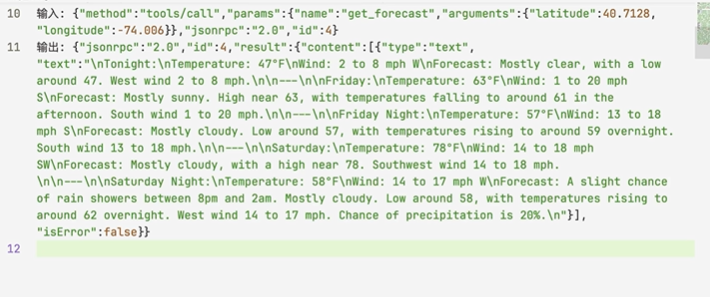 10 输入: {"method":"tools/call","params":{"name":"get_forecast","arguments":{"latitude":40.7128,
"longitude":-74.006}},"jsonrpc":"2.0","id":4}
11 输出: {"jsonrpc":"2.0","id":4,"result":{"content":[{"type":"text",
"text":"\nTonight:\nTemperature: 47°F\nWind: 2 to 8 mph W\nForecast: Mostly clear, with a low
around 47. West wind 2 to 8 mph.\n\n---\n\nFriday:\nTemperature: 63°F\nWind: 1 to 20 mph
S\nForecast: Mostly sunny. High near 63, with temperatures falling to around 61 in the
afternoon. South wind 1 to 20 mph.\n\n---\n\nFriday Night:\nTemperature: 57°F\nWind: 13 to 18
mph S\nForecast: Mostly cloudy. Low around 57, with temperatures rising to around 59 overnight.
South wind 13 to 18 mph.\n\n---\n\nSaturday:\nTemperature: 78°F\nWind: 14 to 18 mph
SW\nForecast: Mostly cloudy, with a high near 78. Southwest wind 14 to 18 mph.
\n\n---\n\nSaturday Night:\nTemperature: 58°F\nWind: 14 to 17 mph W\nForecast: A slight chance
of rain showers between 8pm and 2am. Mostly cloudy. Low around 58, with temperatures rising to
around 62 overnight. West wind 14 to 17 mph. Chance of precipitation is 20%.\n"}],
"isError":false}}
12